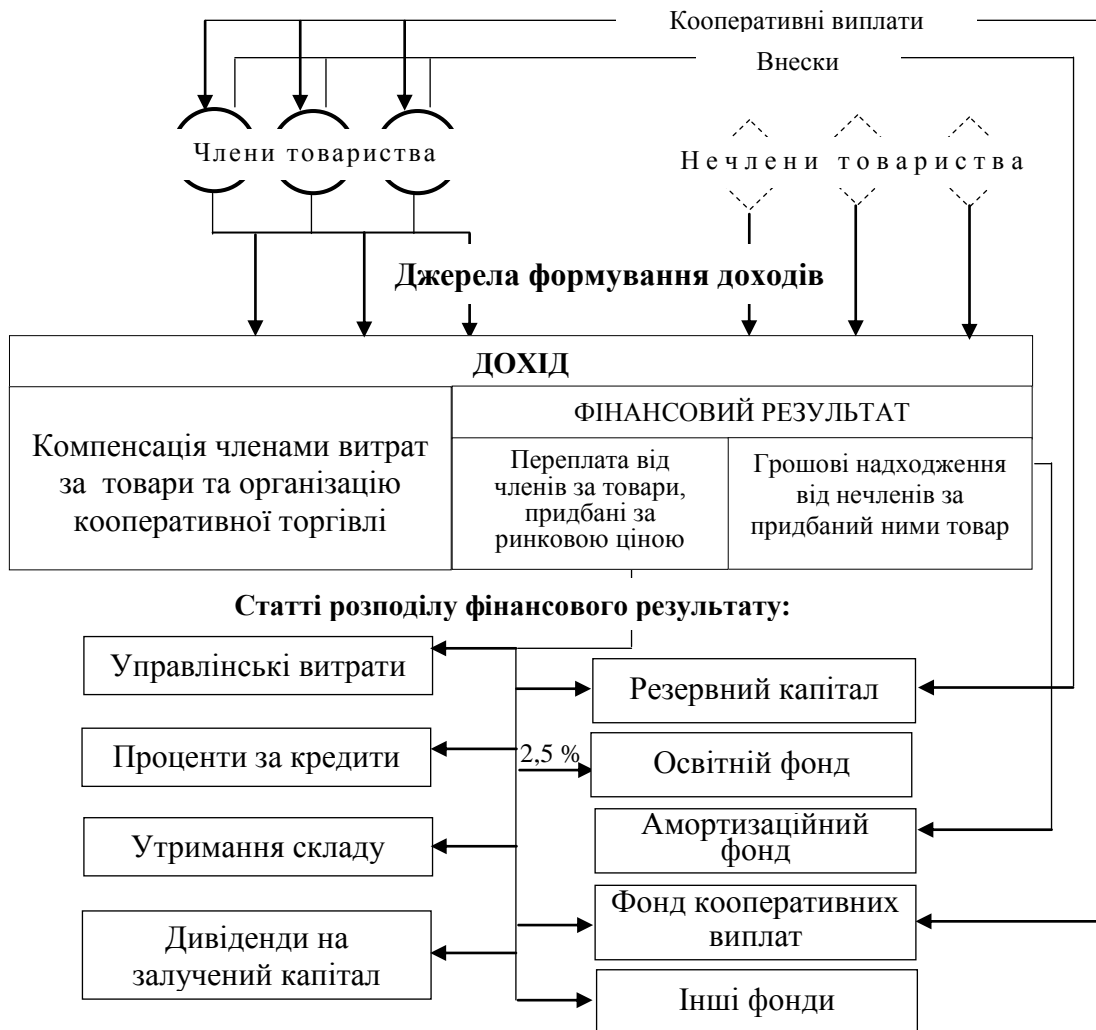 Кооперативні виплати
Внески
Члени товариства
Нечлени товариства
Джерела формування доходів
ДОХІД
Компенсація членами витрат
за товари та організацію
кооперативної торгівлі
ФІНАНСОВИЙ РЕЗУЛЬТАТ
Переплата від
членів за товари,
придбані за
ринковою ціною
Грошові надходження
від нечленів за
придбаний ними товар
Статті розподілу фінансового результату:
Управлінські витрати
Резервний капітал
Проценти за кредити
2,5 %
Освітній фонд
Утримання складу
Амортизаційний
фонд
Дивіденди на
залучений капітал
Фонд кооперативних
виплат
Інші фонди